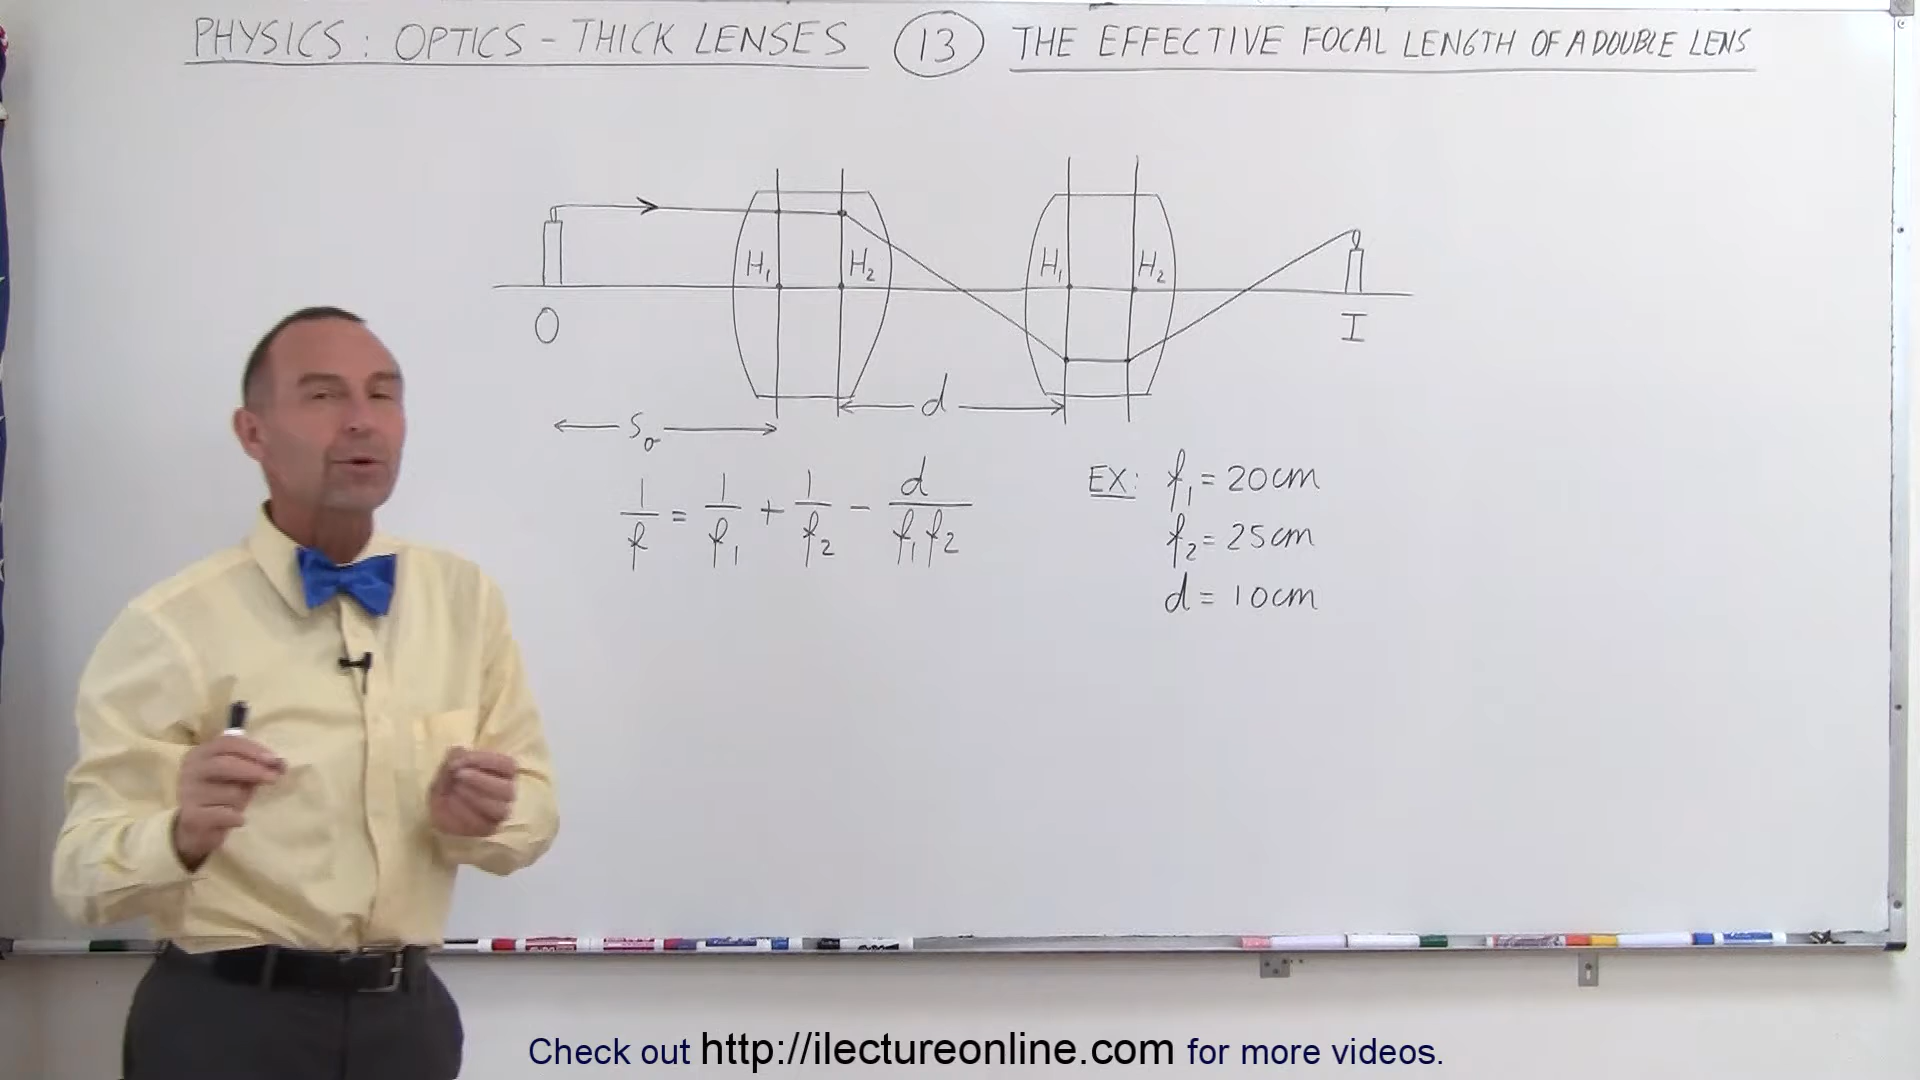 PHYSICS: OPTICS - THICK LENSES 13 THE EFFECTIVE FOCAL LENGTH OF A DOUBLE LENS
H₁ H₂ H₁ H₂
O I
d
S₀
1/f = 1/f₁ + 1/f₂ - d/f₁f₂
EX: f₁ = 20cm
f₂ = 25cm
d = 10cm
Check out http://ilectureonline.com for more videos.